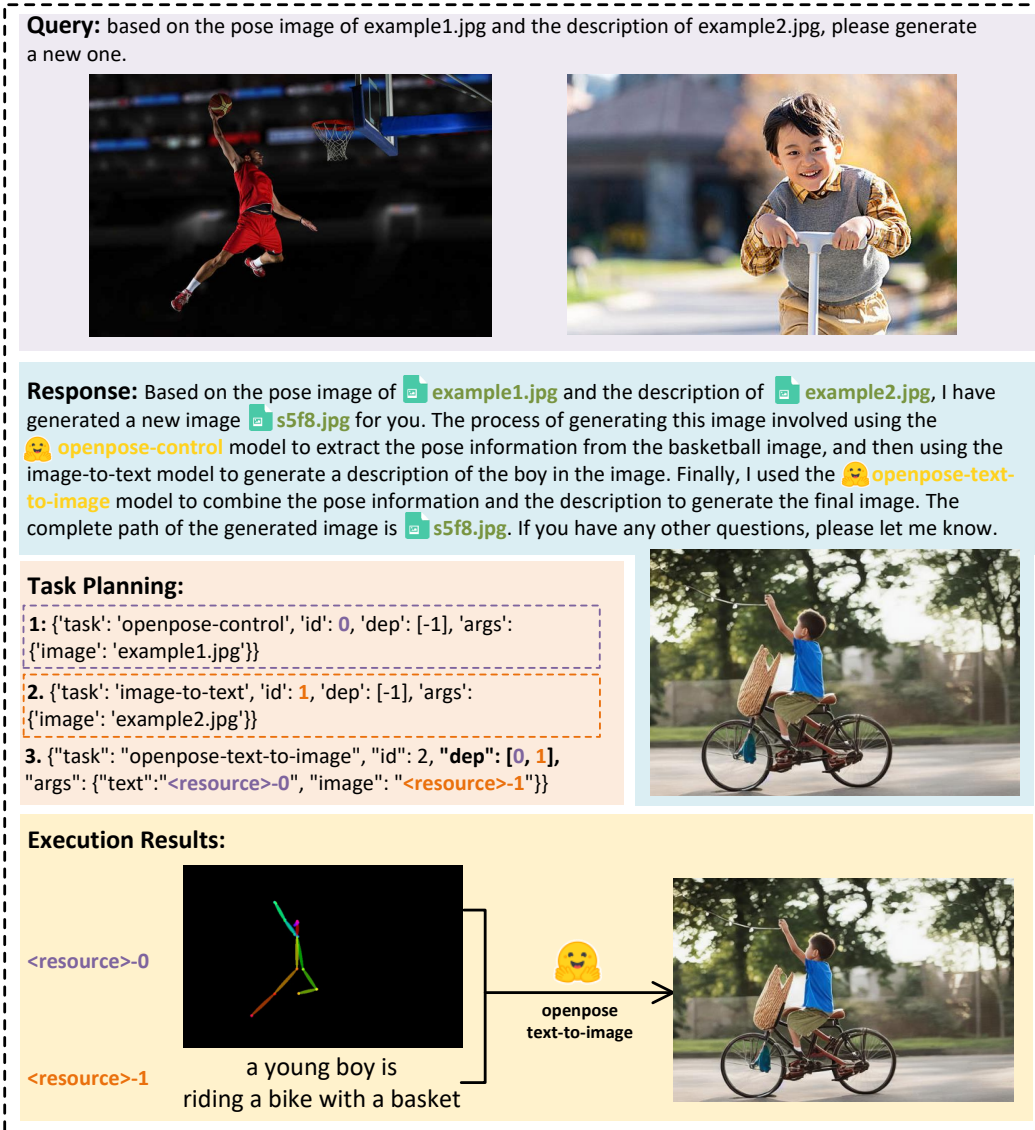 Query: based on the pose image of example1.jpg and the description of example2.jpg, please generate
a new one.
Response: Based on the pose image of example1.jpg and the description of example2.jpg, I have
generated a new image s5f8.jpg for you. The process of generating this image involved using the
openpose-control model to extract the pose information from the basketball image, and then using the
image-to-text model to generate a description of the boy in the image. Finally, I used the openpose-text-
to-image model to combine the pose information and the description to generate the final image. The
complete path of the generated image is s5f8.jpg. If you have any other questions, please let me know.
Task Planning:
1: {'task': 'openpose-control', 'id': 0, 'dep': [-1], 'args':
{'image': 'example1.jpg'}}
2. {'task': 'image-to-text', 'id': 1, 'dep': [-1], 'args':
{'image': 'example2.jpg'}}
3. {"task": "openpose-text-to-image", "id": 2, "dep": [0, 1],
"args": {"text":"<resource>-0", "image": "<resource>-1"}}
Execution Results:
<resource>-0
openpose
text-to-image
<resource>-1
a young boy is
riding a bike with a basket